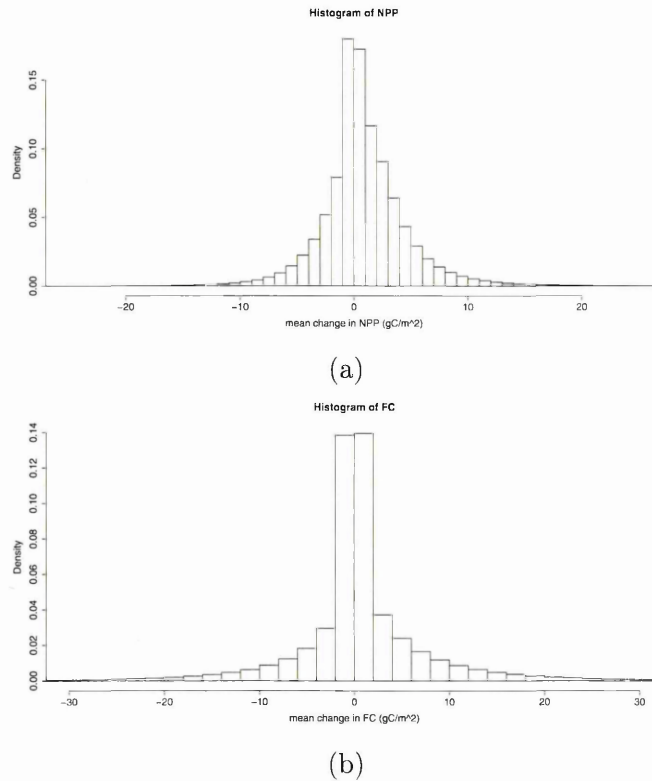 Histogram of NPP
0.15
0.10
0.05
0.00
Density
-20 -10 0 10 20
mean change in NPP (gC/m^2)
(a)
Histogram of FC
0.14
0.12
0.10
0.08
0.06
0.04
0.02
0.00
Density
-30 -20 -10 0 10 20 30
mean change in FC (gC/m^2)
(b)